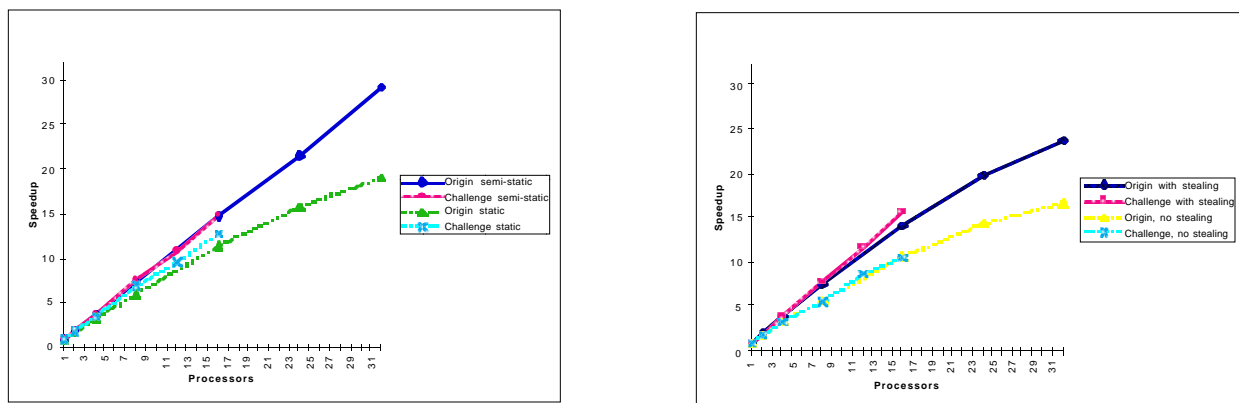 30
25
20
15
10
5
0
Speedup
1 3 5 7 9 11 13 15 17 19 21 23 25 27 29 31
Processors
Origin semi-static
Challenge semi-static
Origin static
Challenge static
30
25
20
15
10
5
0
Speedup
1 3 5 7 9 11 13 15 17 19 21 23 25 27 29 31
Processors
Origin with stealing
Challenge with stealing
Origin, no stealing
Challenge, no stealing